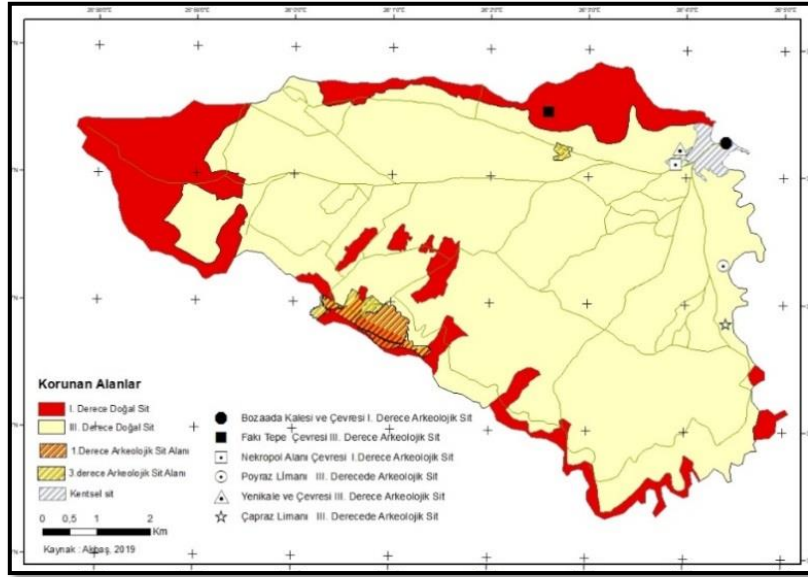 Korunan Alanlar
I. Derece Doğal Sit
III. Derece Doğal Sit
1.Derece Arkeolojik Sit Alanı
3.derece Arkeolojik Sit Alanı
Kentsel sit
0 0,5 1 2
Km
Kaynak : Akbaş, 2019
Bozaada Kalesi ve Çevresi I. Derece Arkeolojik Sit
Fakı Tepe Çevresi III. Derece Arkeolojik Sit
Nekropol Alanı Çevresi I.Derece Arkeolojik Sit
Poyraz Lİmanı III. Derecede Arkeolojik Sit
Yenikale ve Çevresi III. Derece Arkeolojik Sit
Çapraz Limanı III. Derecede Arkeolojik Sit